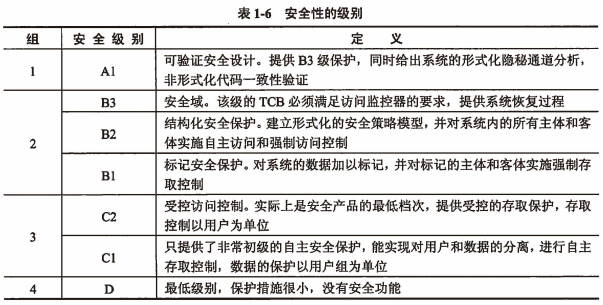 表 1-6 安全性的级别
组 安 全 级 别 定 义
1 A1 可验证安全设计。提供 B3 级保护，同时给出系统的形式化隐秘通道分析，
非形式化代码一致性验证
2 B3 安全域。该级的 TCB 必须满足访问监控器的要求，提供系统恢复过程
B2 结构化安全保护。建立形式化的安全策略模型，并对系统内的所有主体和客
体实施自主访问和强制访问控制
B1 标记安全保护。对系统的数据加以标记，并对标记的主体和客体实施强制存
取控制
3 C2 受控访问控制。实际上是安全产品的最低档次，提供受控的存取保护，存取
控制以用户为单位
C1 只提供了非常初级的自主安全保护，能实现对用户和数据的分离，进行自主
存取控制，数据的保护以用户组为单位
4 D 最低级别，保护措施很小，没有安全功能